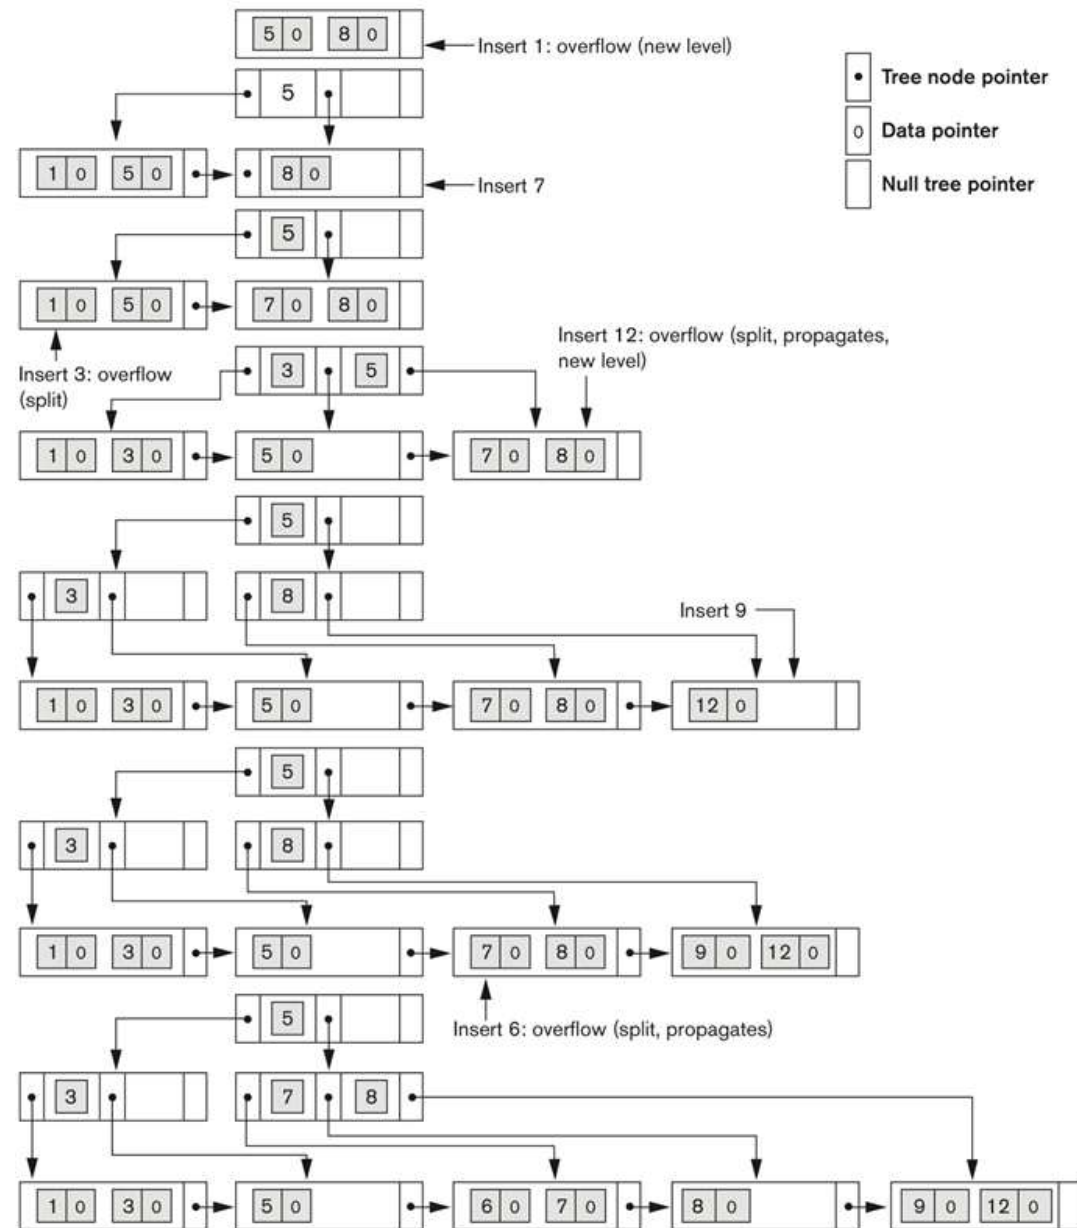 5 0 8 0
Insert 1: overflow (new level)
5
Tree node pointer
0 Data pointer
1 0 5 0 8 0
Insert 7
Null tree pointer
5
1 0 5 0 7 0 8 0
Insert 12: overflow (split, propagates,
new level)
Insert 3: overflow
(split)
3 5
1 0 3 0 5 0 7 0 8 0
5
3 8
Insert 9
1 0 3 0 5 0 7 0 8 0 12 0
5
3 8
1 0 3 0 5 0 7 0 8 0 9 0 12 0
5
Insert 6: overflow (split, propagates)
3 7 8
1 0 3 0 5 0 6 0 7 0 8 0 9 0 12 0